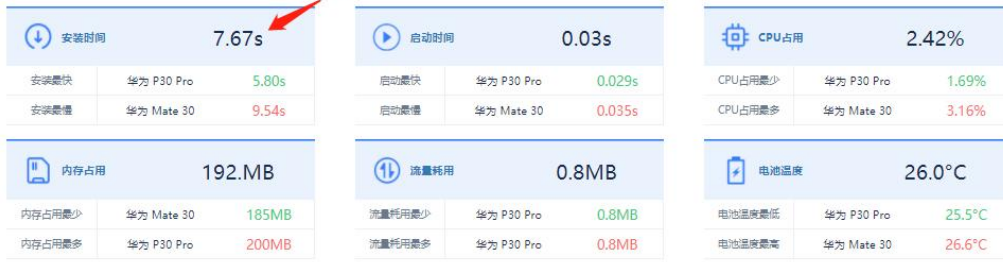 安装时间 7.67s
安装最快 华为 P30 Pro 5.80s
安装最慢 华为 Mate 30 9.54s
启动时间 0.03s
启动最快 华为 P30 Pro 0.029s
启动最慢 华为 Mate 30 0.035s
CPU占用 2.42%
CPU占用最少 华为 P30 Pro 1.69%
CPU占用最多 华为 Mate 30 3.16%
内存占用 192.MB
内存占用最少 华为 Mate 30 185MB
内存占用最多 华为 P30 Pro 200MB
流量耗用 0.8MB
流量耗用最少 华为 P30 Pro 0.8MB
流量耗用最多 华为 P30 Pro 0.8MB
电池温度 26.0°C
电池温度最低 华为 P30 Pro 25.5°C
电池温度最高 华为 Mate 30 26.6°C